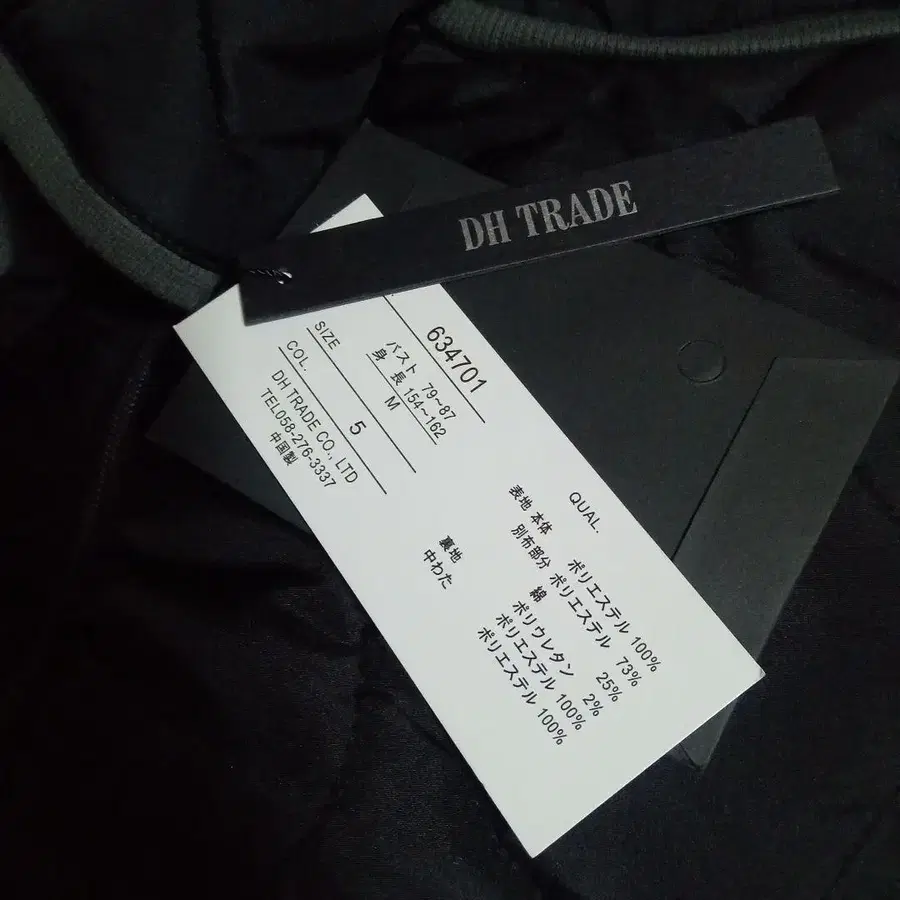 DH TRADE
634701
SIZE
バスト 79~87
身 長 154~162
M
COL.
5
DH TRADE CO., LTD
TEL058-276-3337
中国製
QUAL.
表地 本体 ポリエステル 100%
別布部分 ポリエステル 73%
綿 25%
ポリウレタン 2%
裏地 ポリエステル 100%
中わた ポリエステル 100%